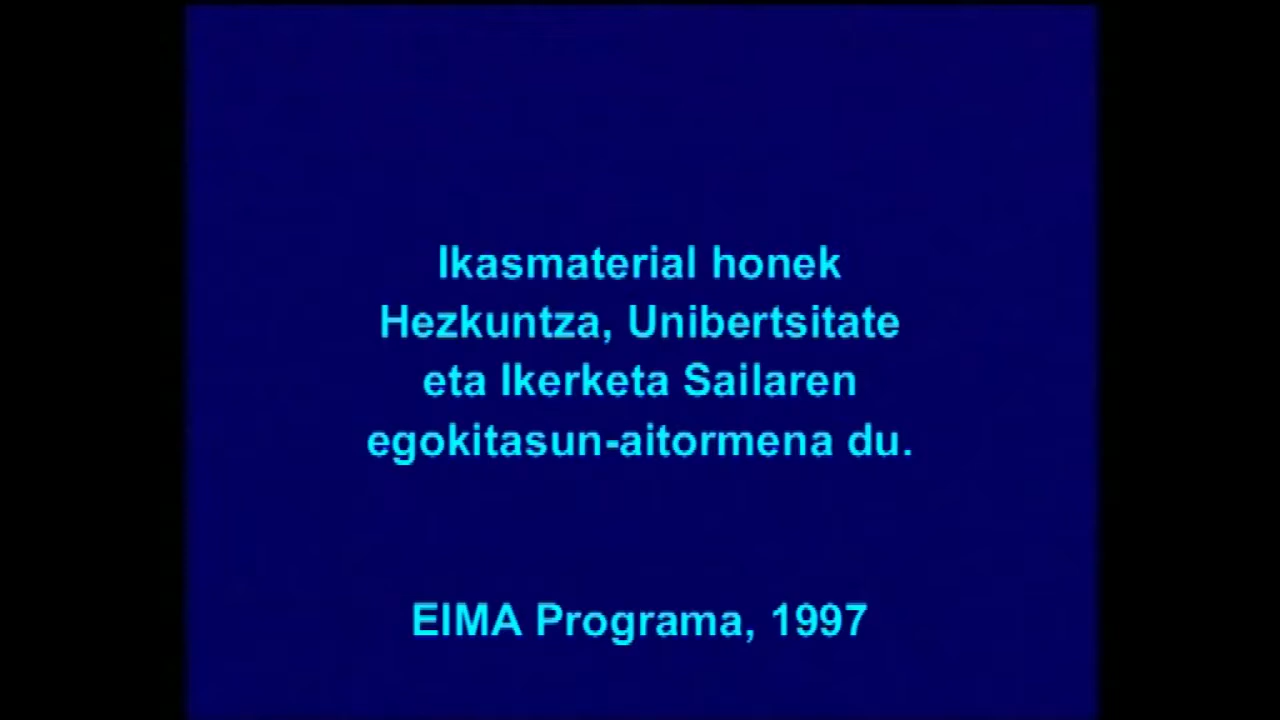 Ikasmaterial honek
Hezkuntza, Unibertsitate
eta Ikerketa Sailaren
egokitasun-aitormena du.
EIMA Programa, 1997